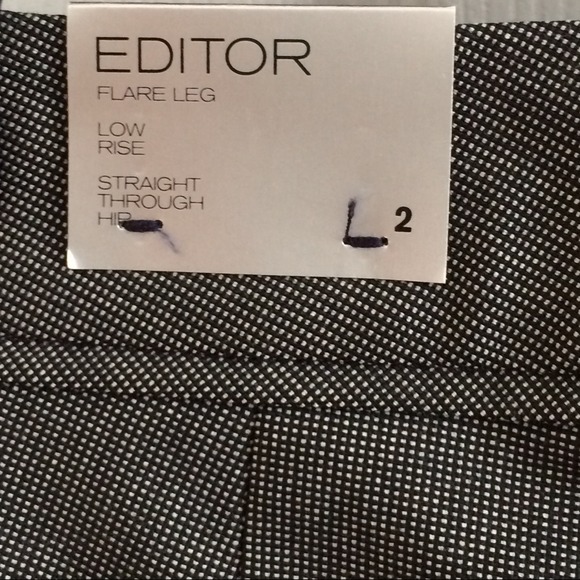 EDITOR
FLARE LEG
LOW
RISE
STRAIGHT
THROUGH
HIP
2